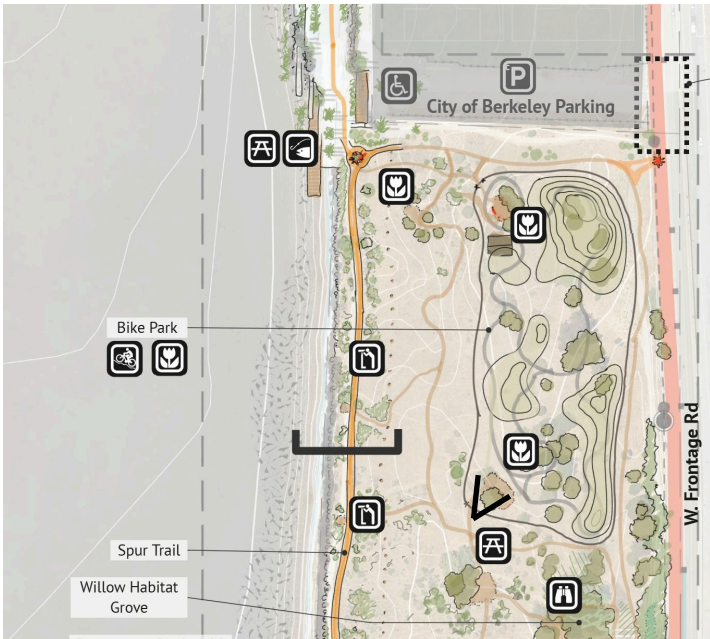 P
City of Berkeley Parking
Bike Park
W. Frontage Rd
Spur Trail
Willow Habitat
Grove